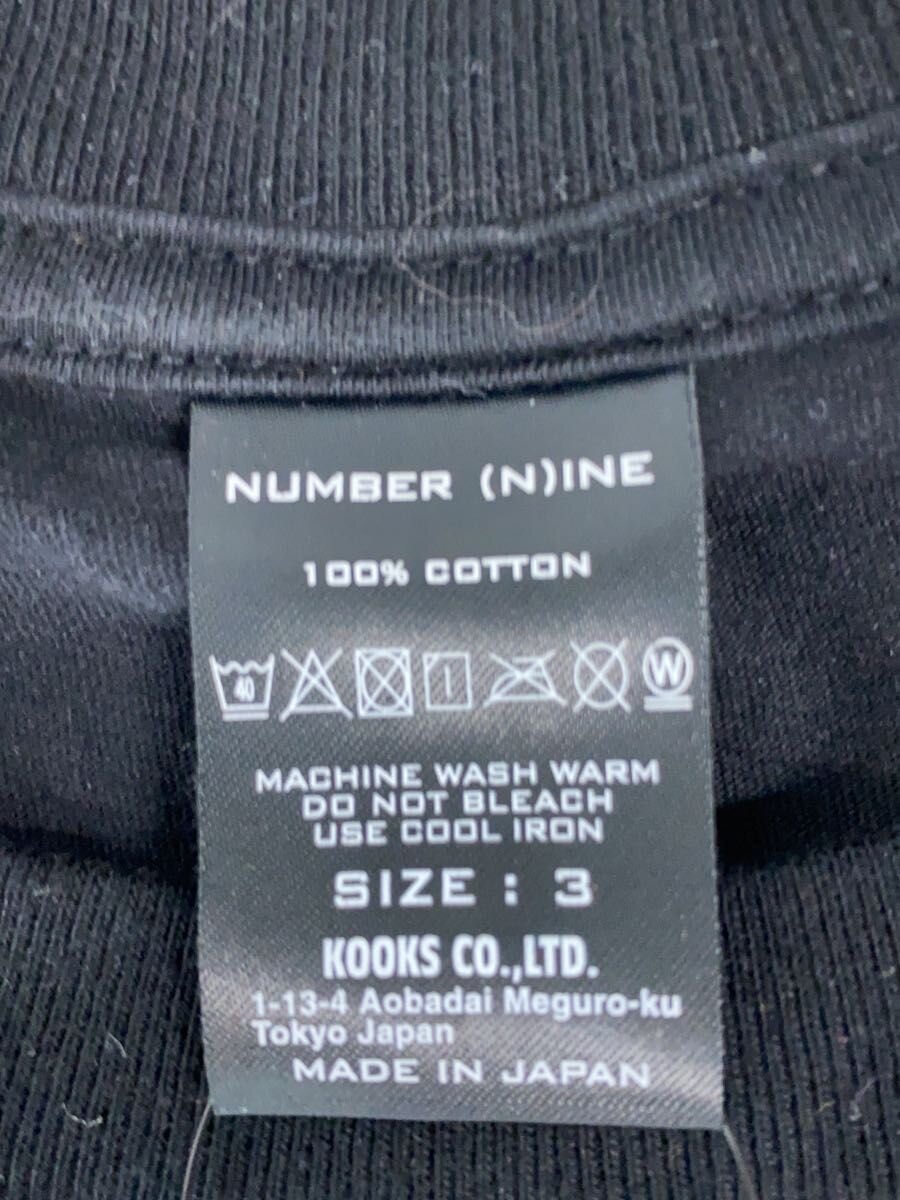 NUMBER (N)INE
100% COTTON
40 W
MACHINE WASH WARM
DO NOT BLEACH
USE COOL IRON
SIZE : 3
KOOKS CO.,LTD.
1-13-4 Aobadai Meguro-ku
Tokyo Japan
MADE IN JAPAN